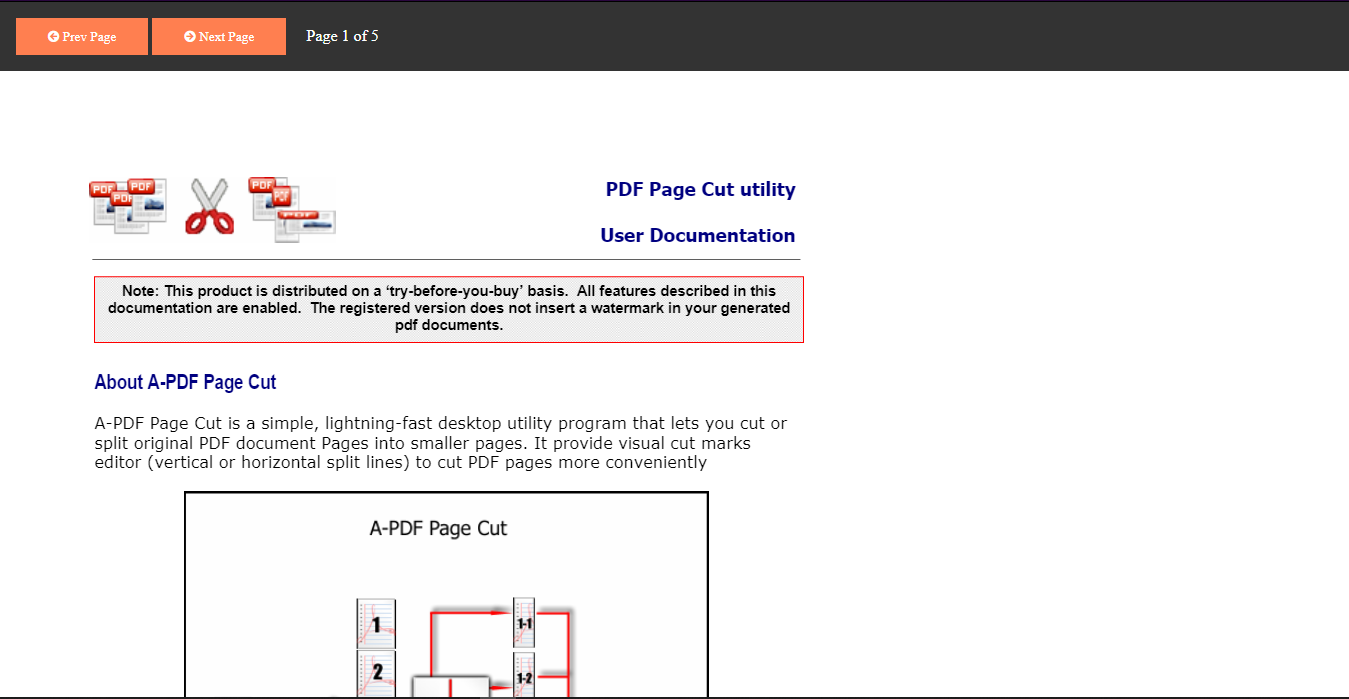 Prev Page Next Page Page 1 of 5
PDF PDF PDF PDF PDF PDF
PDF Page Cut utility
User Documentation
Note: This product is distributed on a ‘try-before-you-buy’ basis.  All features described in this
documentation are enabled.  The registered version does not insert a watermark in your generated
pdf documents.
About A-PDF Page Cut
A-PDF Page Cut is a simple, lightning-fast desktop utility program that lets you cut or
split original PDF document Pages into smaller pages. It provide visual cut marks
editor (vertical or horizontal split lines) to cut PDF pages more conveniently
A-PDF Page Cut
1
1-1
2
1-2